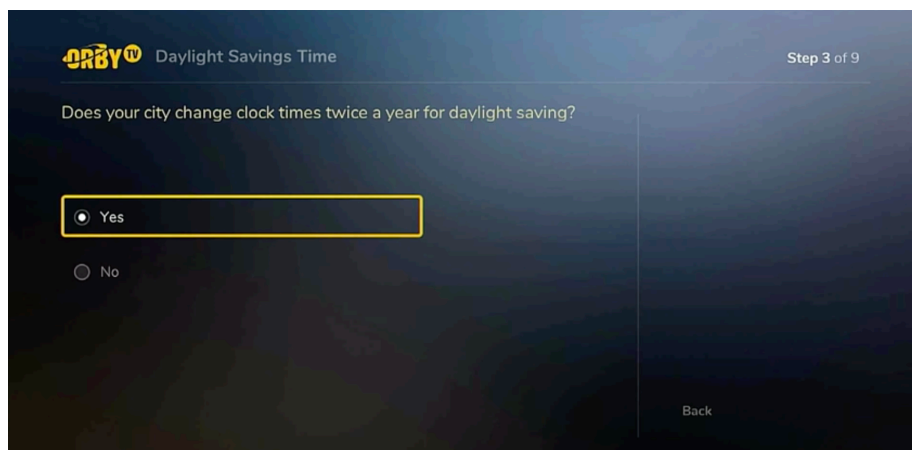 ORBY TV Daylight Savings Time
Step 3 of 9
Does your city change clock times twice a year for daylight saving?
Yes
No
Back